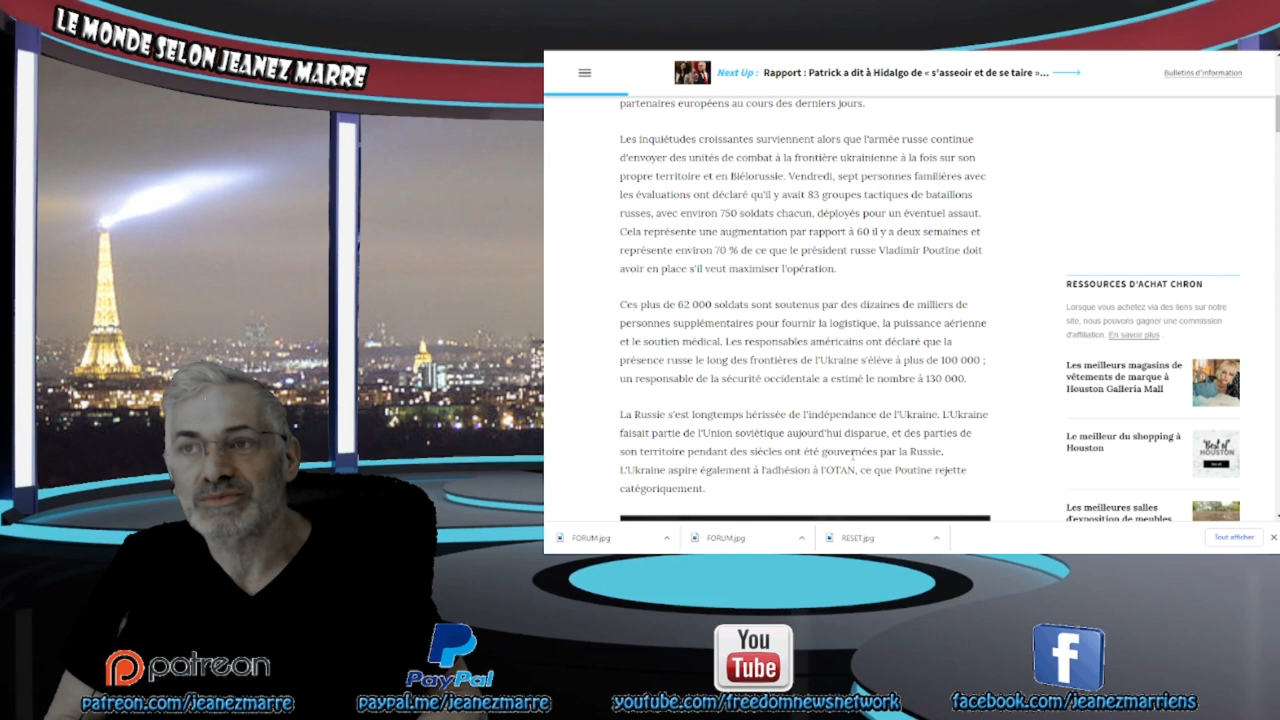 LE MONDE SELON JEANEZ MARRE
Next Up : Rapport : Patrick a dit à Hidalgo de « s'asseoir et de se taire »...
Bulletins d'information
partenaires européens au cours des derniers jours.
Les inquiétudes croissantes surviennent alors que l'armée russe continue
d'envoyer des unités de combat à la frontière ukrainienne à la fois sur son
propre territoire et en Biélorussie. Vendredi, sept personnes familières avec
les évaluations ont déclaré qu'il y avait 83 groupes tactiques de bataillons
russes, avec environ 750 soldats chacun, déployés pour un éventuel assaut.
Cela représente une augmentation par rapport à 60 il y a deux semaines et
représente environ 70 % de ce que le président russe Vladimir Poutine doit
avoir en place s'il veut maximiser l'opération.
Ces plus de 62 000 soldats sont soutenus par des dizaines de milliers de
personnes supplémentaires pour fournir la logistique, la puissance aérienne
et le soutien médical. Les responsables américains ont déclaré que la
présence russe le long des frontières de l'Ukraine s'élève à plus de 100 000 ;
un responsable de la sécurité occidentale a estimé le nombre à 130 000.
La Russie s'est longtemps hérissée de l'indépendance de l'Ukraine. L'Ukraine
faisait partie de l'Union soviétique aujourd'hui disparue, et des parties de
son territoire pendant des siècles ont été gouvernées par la Russie.
L'Ukraine aspire également à l'adhésion à l'OTAN, ce que Poutine rejette
catégoriquement.
RESSOURCES D'ACHAT CHRON
Lorsque vous achetez via des liens sur notre
site, nous pouvons gagner une commission
d'affiliation. En savoir plus .
Les meilleurs magasins de
vêtements de marque à
Houston Galleria Mall
Le meilleur du shopping à
Houston
Best of
HOUSTON
Les meilleures salles
d'exposition de meubles
FORUM.jpg
FORUM.jpg
RESET.jpg
Tout afficher
patreon
PayPal
You
Tube
f
patreon.com/jeanezmarre
paypal.me/jeanezmarre
youtube.com/freedomnewsnetwork
facebook.com/jeanezmarriens